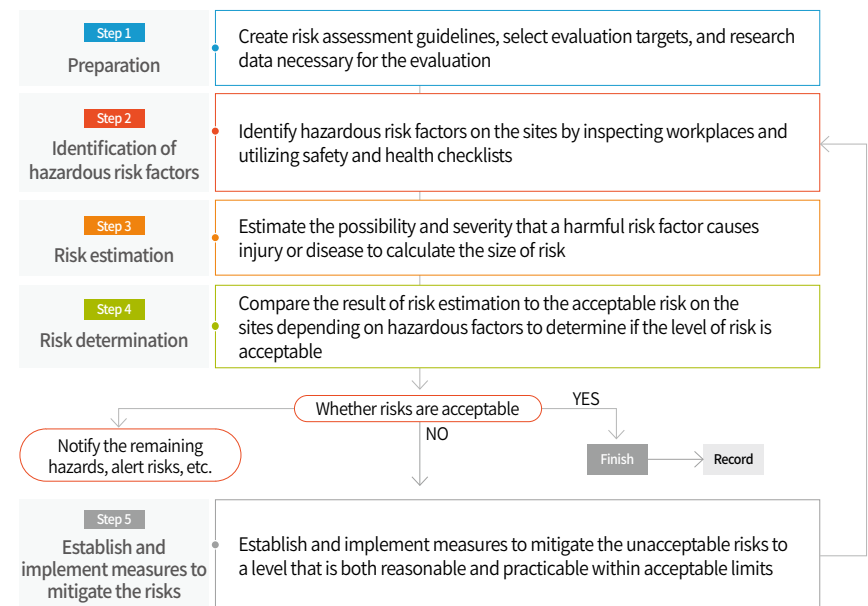 Step 1
Preparation
Create risk assessment guidelines, select evaluation targets, and research
data necessary for the evaluation
Step 2
Identification of
hazardous risk factors
Identify hazardous risk factors on the sites by inspecting workplaces and
utilizing safety and health checklists
Step 3
Risk estimation
Estimate the possibility and severity that a harmful risk factor causes
injury or disease to calculate the size of risk
Step 4
Risk determination
Compare the result of risk estimation to the acceptable risk on the
sites depending on hazardous factors to determine if the level of risk is
acceptable
Whether risks are acceptable
YES
NO
Notify the remaining
hazards, alert risks, etc.
Finish
Record
Step 5
Establish and
implement measures to
mitigate the risks
Establish and implement measures to mitigate the unacceptable risks to
a level that is both reasonable and practicable within acceptable limits